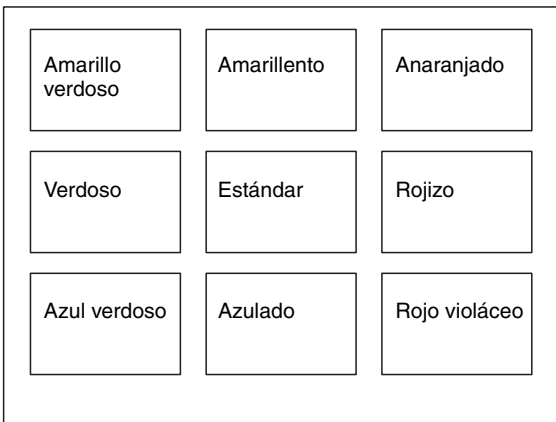 Amarillo
verdoso
Amarillento
Anaranjado
Verdoso
Estándar
Rojizo
Azul verdoso
Azulado
Rojo violáceo